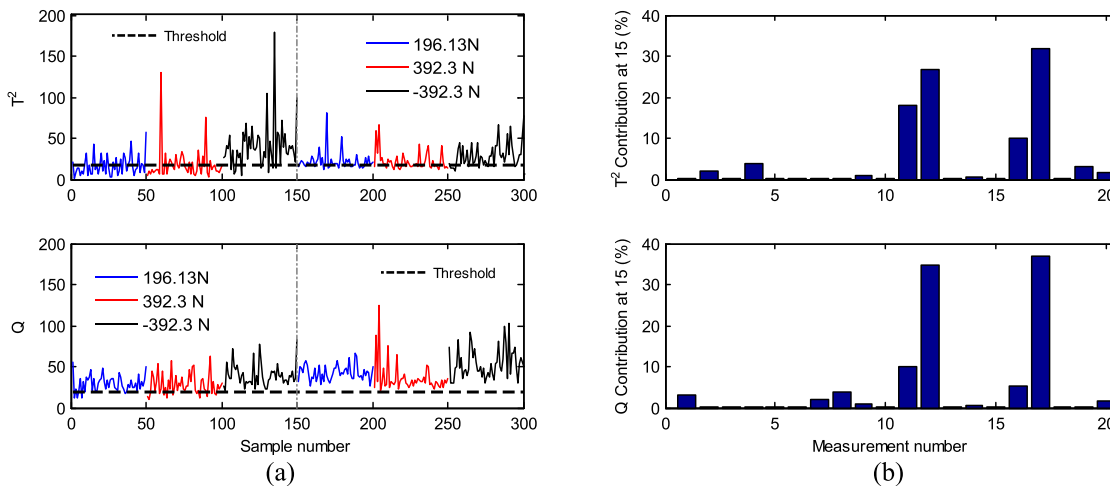 200
150
100
50
0
T²
Threshold
196.13N
392.3 N
-392.3 N
0 50 100 150 200 250 300
200
150
100
50
0
Q
196.13N
392.3 N
-392.3 N
Threshold
0 50 100 150 200 250 300
Sample number
(a)
40
30
20
10
0
T² Contribution at 15 (%)
0 5 10 15 20
40
30
20
10
0
Q Contribution at 15 (%)
0 5 10 15 20
Measurement number
(b)